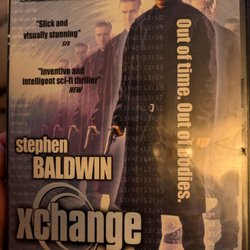 "Slick and
visually stunning"
SFX
"Inventive and
intelligent sci-fi thriller"
NEW
Out of time. Out of bodies.
stephen
BALDWIN
xchange